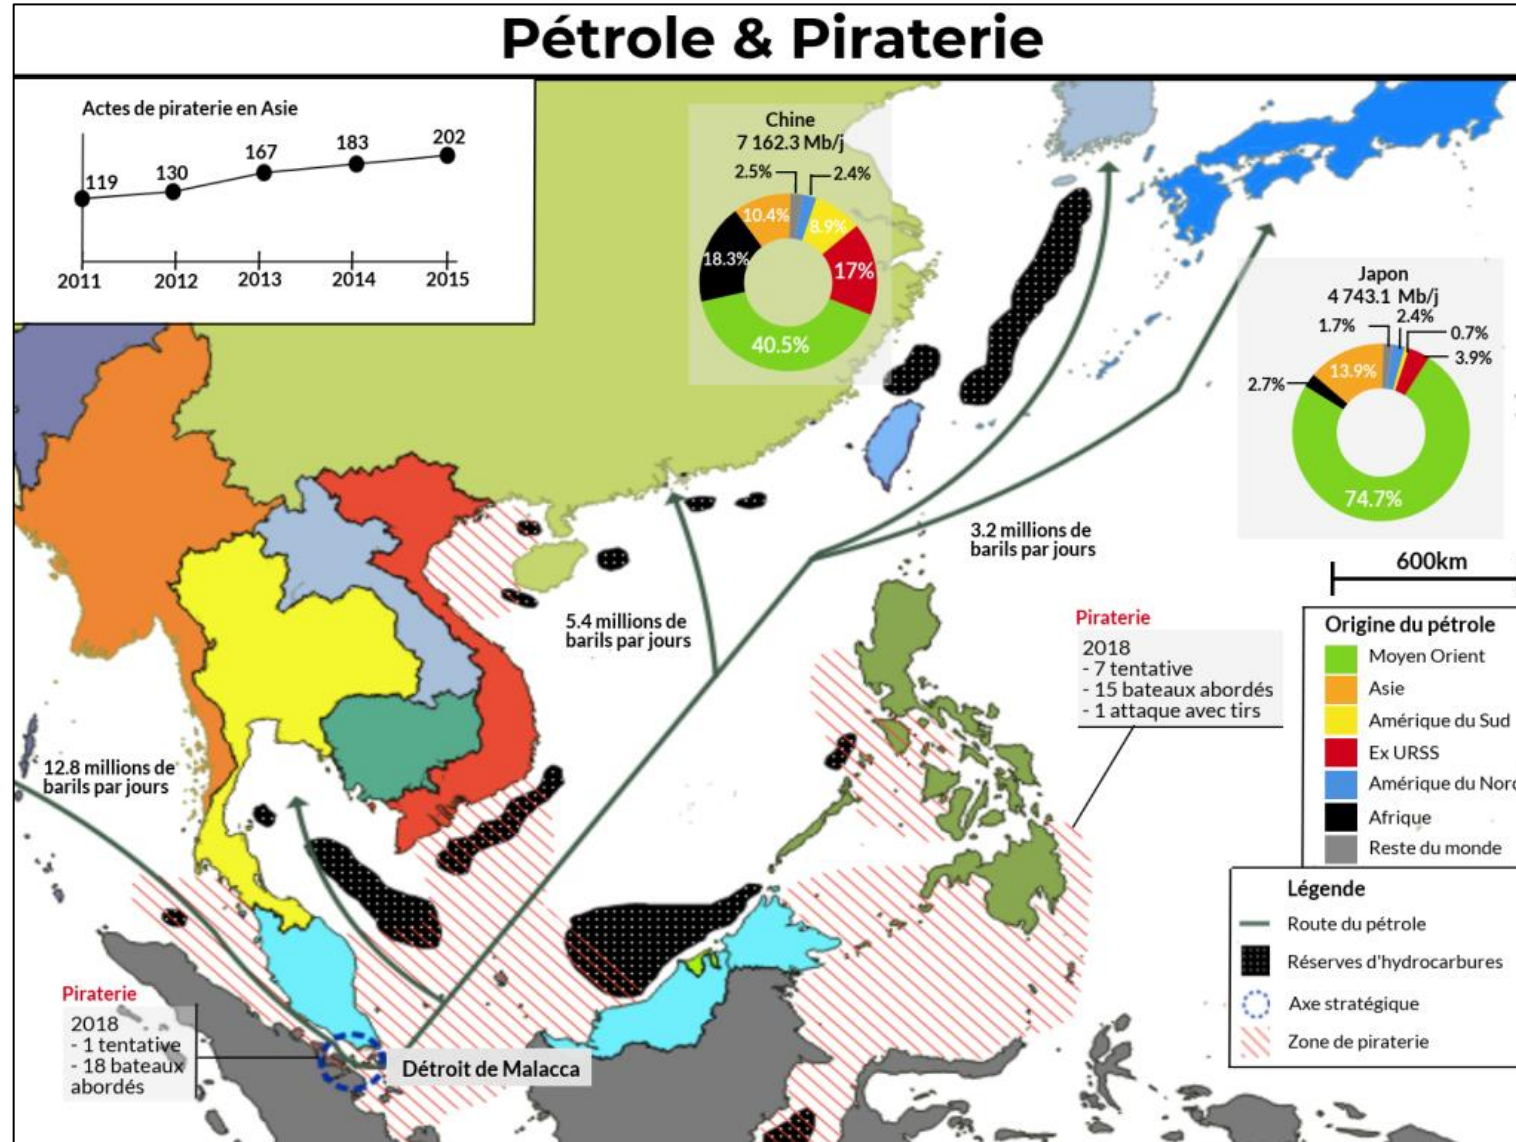 Pétrole & Piraterie
Actes de piraterie en Asie
119
130
167
183
202
2011
2012
2013
2014
2015
Chine
7 162.3 Mb/j
2.5%
2.4%
10.4%
8.9%
18.3%
17%
40.5%
Japon
4 743.1 Mb/j
1.7%
2.4%
0.7%
3.9%
13.9%
2.7%
74.7%
3.2 millions de
barils par jours
5.4 millions de
barils par jours
12.8 millions de
barils par jours
600km
Piraterie
2018
- 7 tentative
- 15 bateaux abordés
- 1 attaque avec tirs
Origine du pétrole
Moyen Orient
Asie
Amérique du Sud
Ex URSS
Amérique du Nord
Afrique
Reste du monde
Légende
Route du pétrole
Réserves d'hydrocarbures
Axe stratégique
Zone de piraterie
Piraterie
2018
- 1 tentative
- 18 bateaux
abordés
Détroit de Malacca